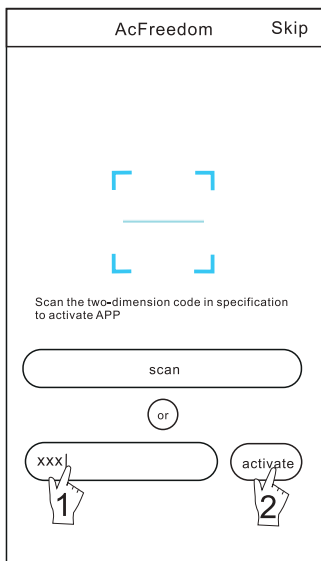 AcFreedom Skip
Scan the two-dimension code in specification
to activate APP
scan
or
xxx activate
1 2